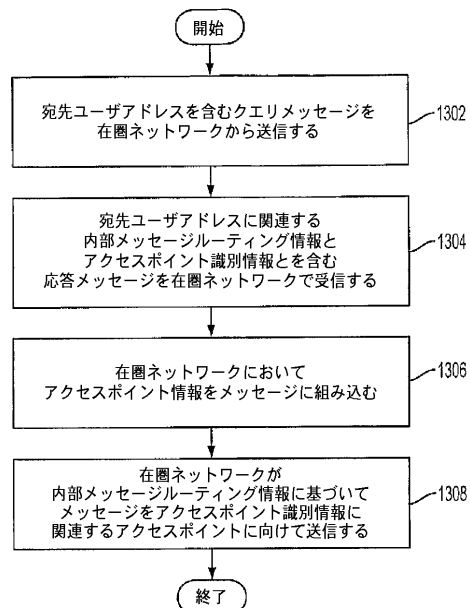 開始
宛先ユーザアドレスを含むクエリメッセージを
在圏ネットワークから送信する
1302
宛先ユーザアドレスに関連する
内部メッセージルーティング情報と
アクセスポイント識別情報とを含む
応答メッセージを在圏ネットワークで受信する
1304
在圏ネットワークにおいて
アクセスポイント情報をメッセージに組み込む
1306
在圏ネットワークが
内部メッセージルーティング情報に基づいて
メッセージをアクセスポイント識別情報に
関連するアクセスポイントに向けて送信する
1308
終了